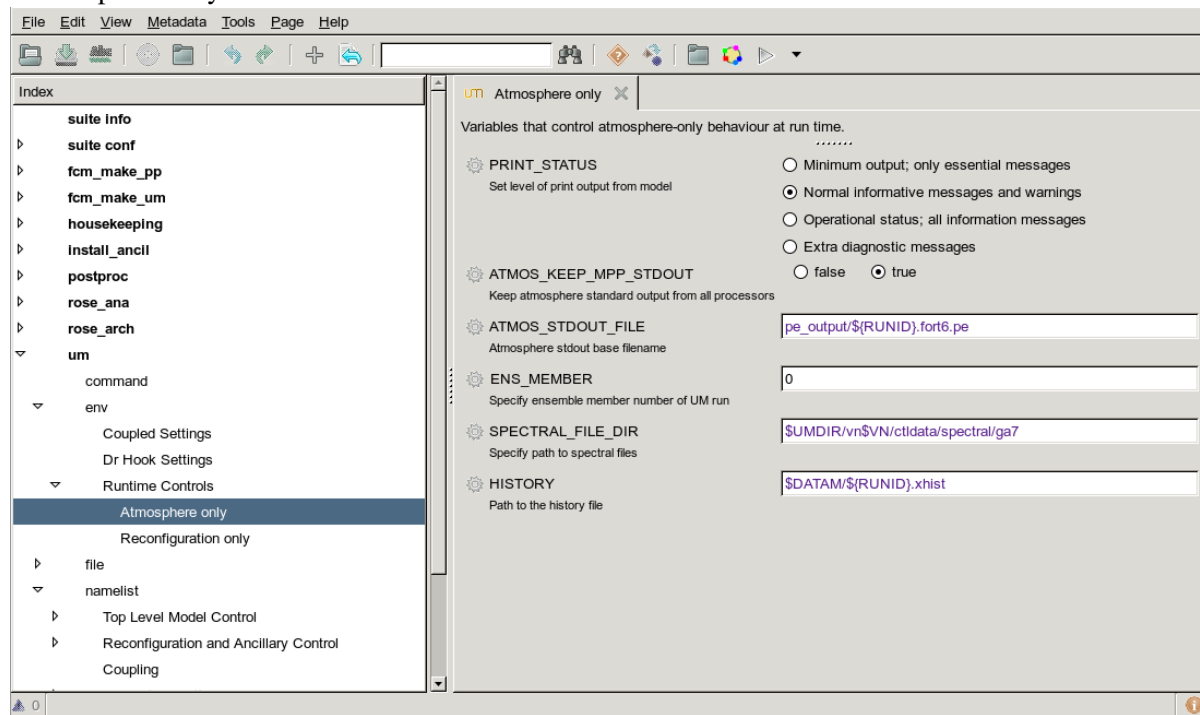 File Edit View Metadata Tools Page Help
Index
suite info
suite conf
fcm_make_pp
fcm_make_um
housekeeping
install_ancil
postproc
rose_ana
rose_arch
um
command
env
Coupled Settings
Dr Hook Settings
Runtime Controls
Atmosphere only
Reconfiguration only
file
namelist
Top Level Model Control
Reconfiguration and Ancillary Control
Coupling
um Atmosphere only
Variables that control atmosphere-only behaviour at run time.
PRINT_STATUS
Set level of print output from model
Minimum output; only essential messages
Normal informative messages and warnings
Operational status; all information messages
Extra diagnostic messages
ATMOS_KEEP_MPP_STDOUT
Keep atmosphere standard output from all processors
false true
ATMOS_STDOUT_FILE
Atmosphere stdout base filename
pe_output/${RUNID}.fort6.pe
ENS_MEMBER
Specify ensemble member number of UM run
0
SPECTRAL_FILE_DIR
Specify path to spectral files
$UMDIR/vn$VN/ctldata/spectral/ga7
HISTORY
Path to the history file
$DATAM/${RUNID}.xhist
0